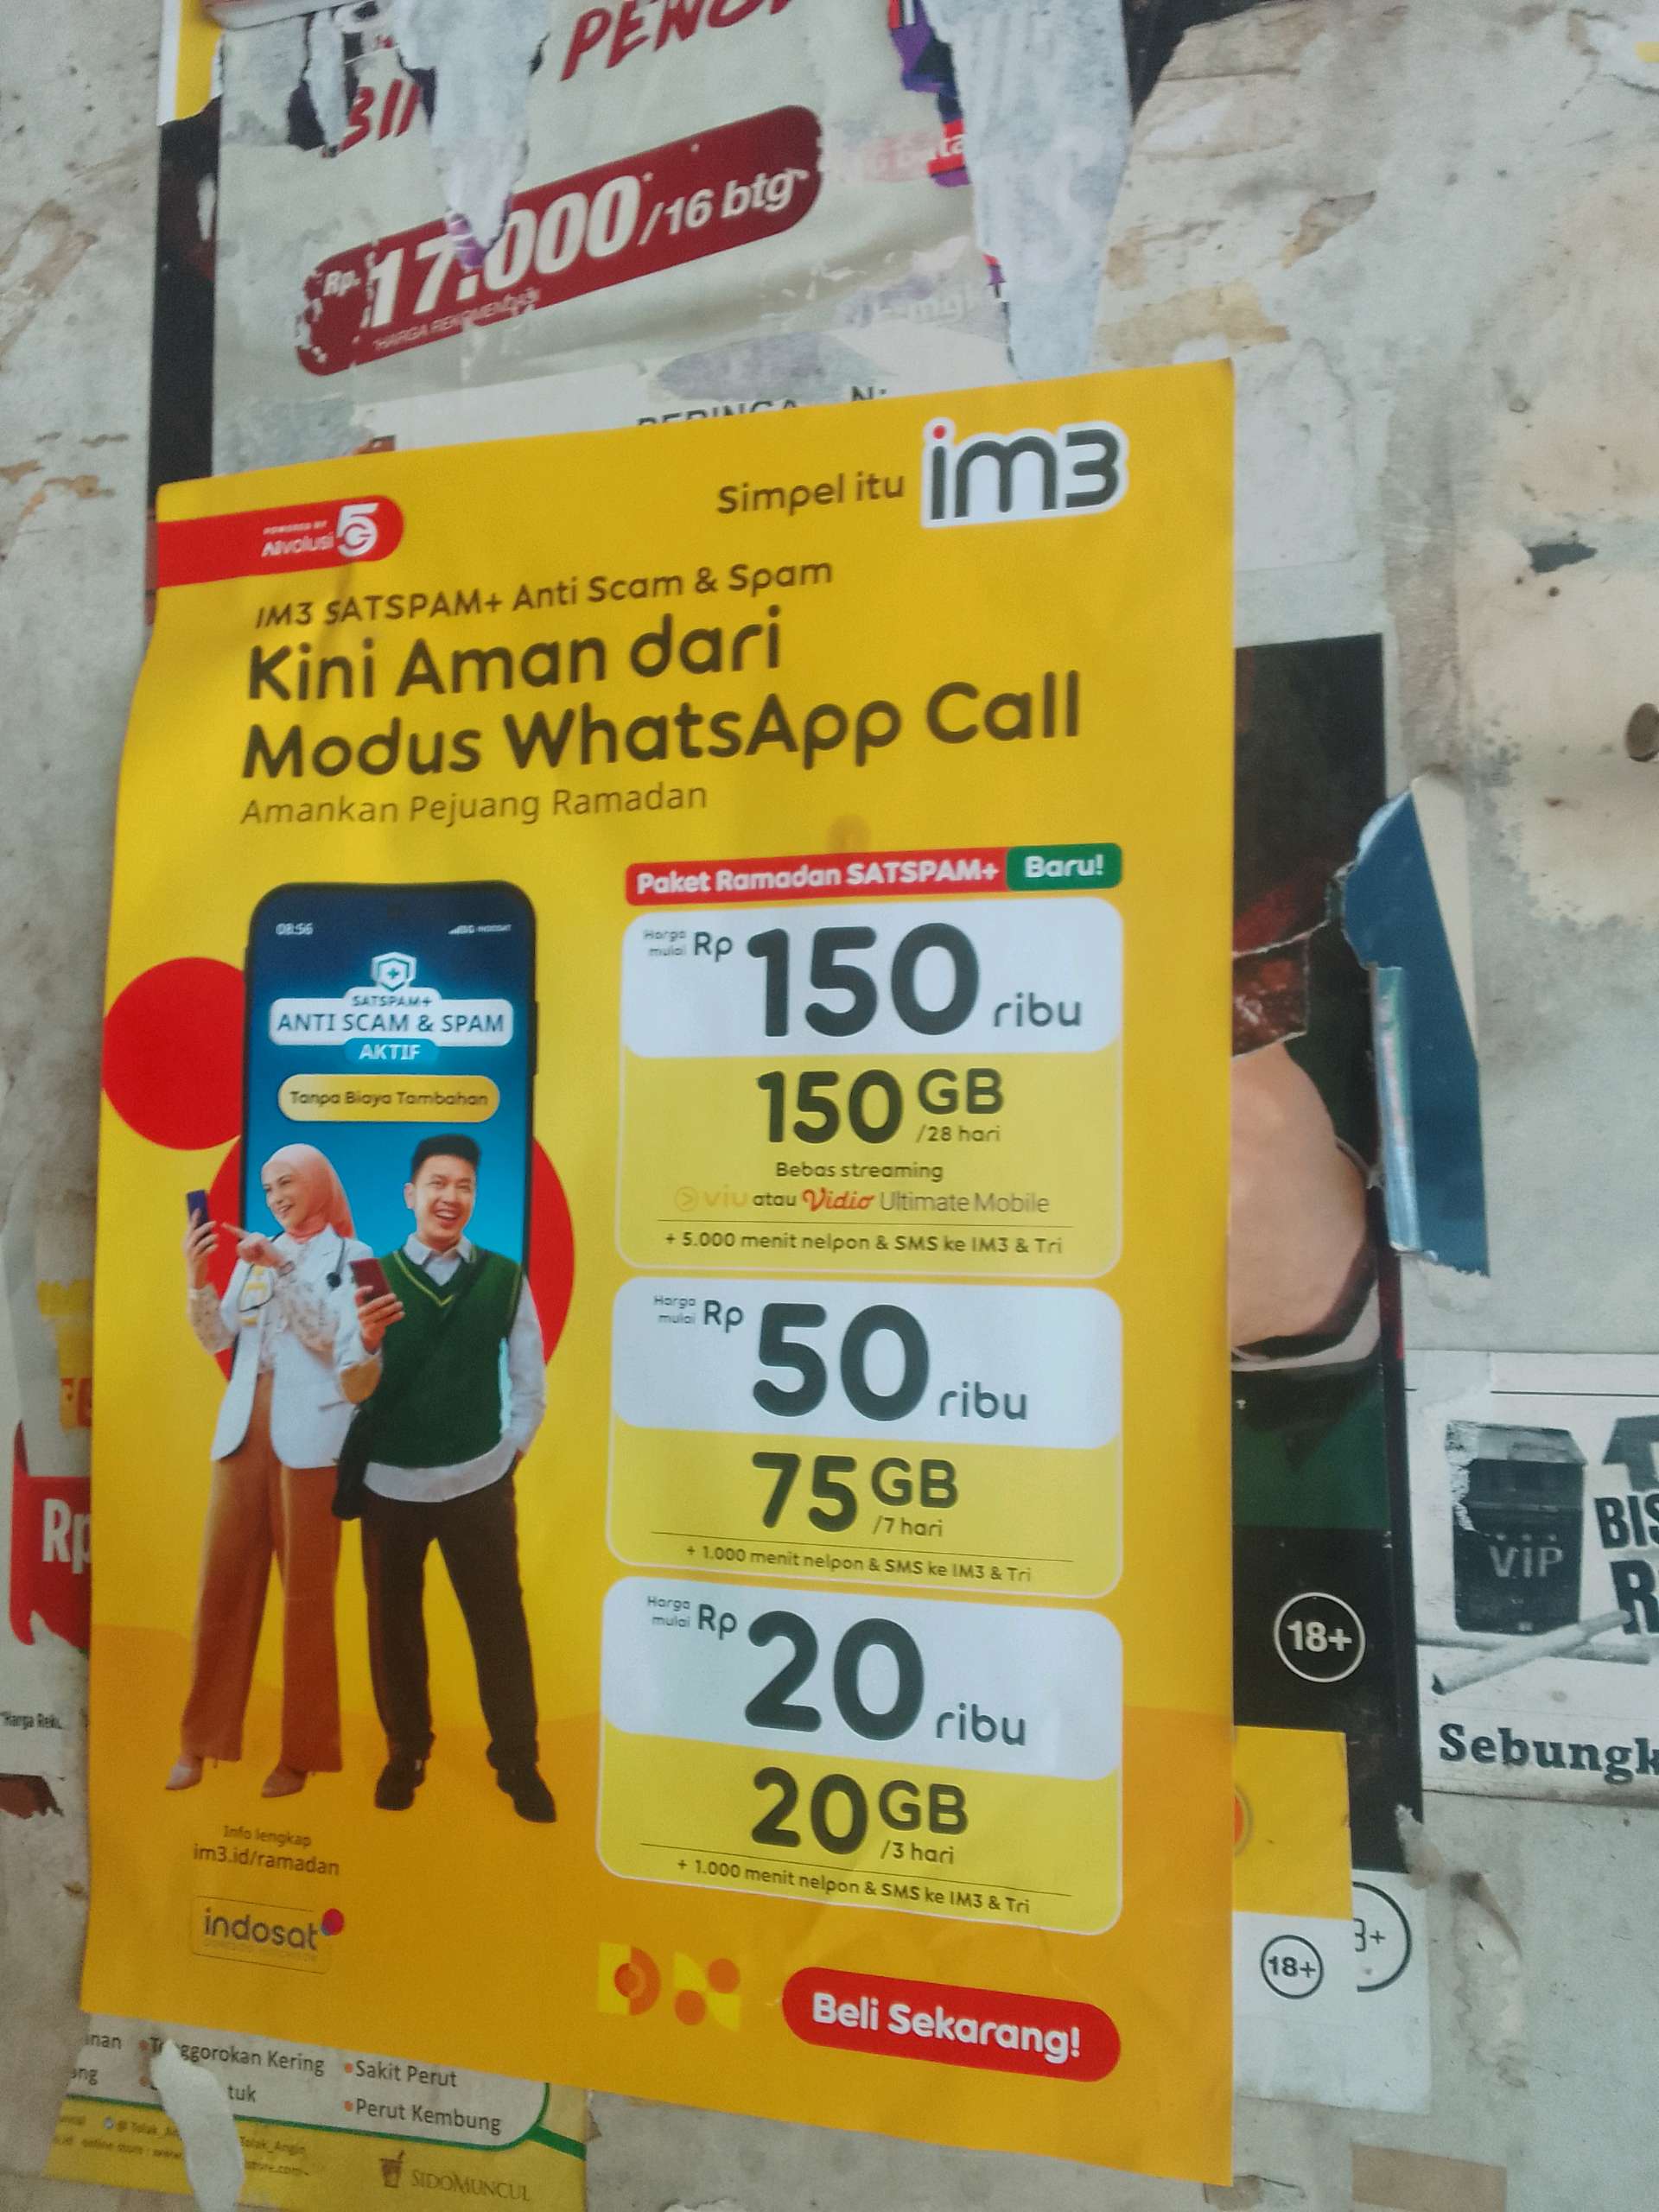 Rp.
17.000*/16 btg
*HARGA REKOMENDASI
Simpel itu im3
POWERED BY
AIvolusi 5G
IM3 SATSPAM+ Anti Scam & Spam
Kini Aman dari
Modus WhatsApp Call
Amankan Pejuang Ramadan
Paket Ramadan SATSPAM+ Baru!
Harga mulai Rp 150 ribu
150 GB
/28 hari
Bebas streaming
viu atau Vidio Ultimate Mobile
+ 5.000 menit nelpon & SMS ke IM3 & Tri
Harga mulai Rp 50 ribu
75 GB
/7 hari
+ 1.000 menit nelpon & SMS ke IM3 & Tri
Harga mulai Rp 20 ribu
20 GB
/3 hari
+ 1.000 menit nelpon & SMS ke IM3 & Tri
08:56
SATSPAM+
ANTI SCAM & SPAM
AKTIF
Tanpa Biaya Tambahan
Info lengkap
im3.id/ramadan
indosat
Beli Sekarang!
Rp
VIP
18+
18+
Kering
Sakit Perut
Perut Kembung
Tolak_Angin
SIDOMUNCUL